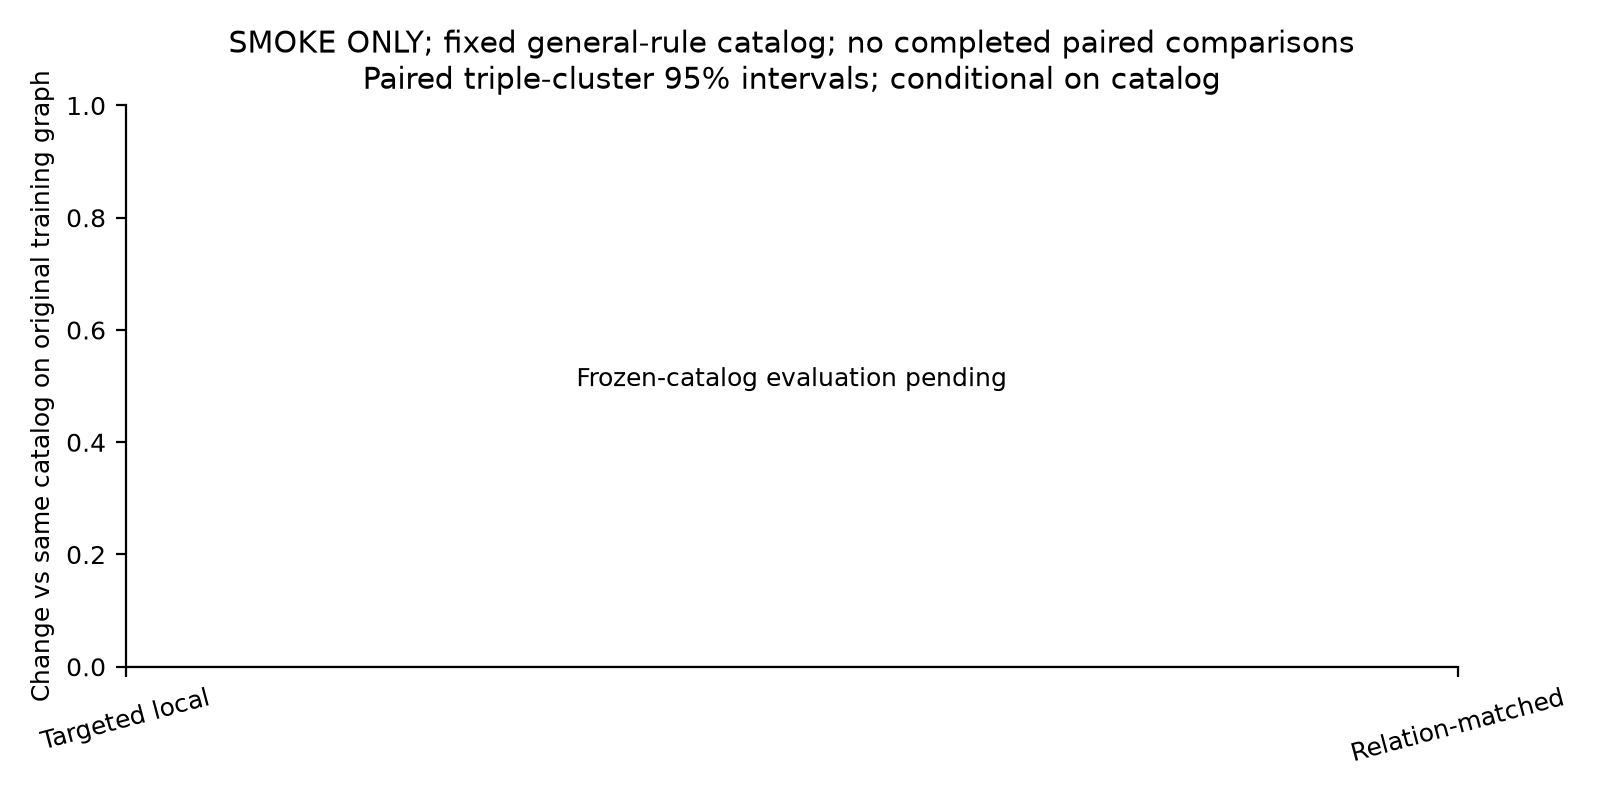 SMOKE ONLY; fixed general-rule catalog; no completed paired comparisons
Paired triple-cluster 95% intervals; conditional on catalog
Change vs same catalog on original training graph
1.0
0.8
0.6
0.4
0.2
0.0
Frozen-catalog evaluation pending
Targeted local
Relation-matched